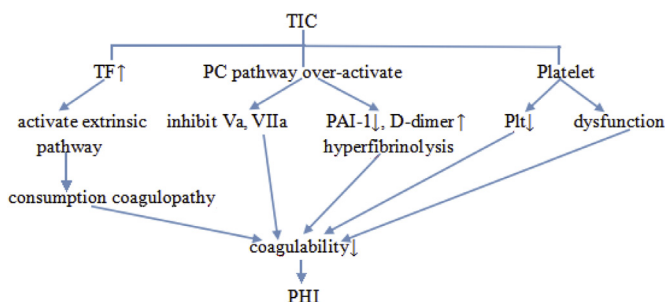 TIC
TF↑
PC pathway over-activate
Platelet
activate extrinsic
pathway
inhibit Va, VIIa
PAI-1↓, D-dimer↑
hyperfibrinolysis
Plt↓
dysfunction
consumption coagulopathy
coagulability↓
PHI